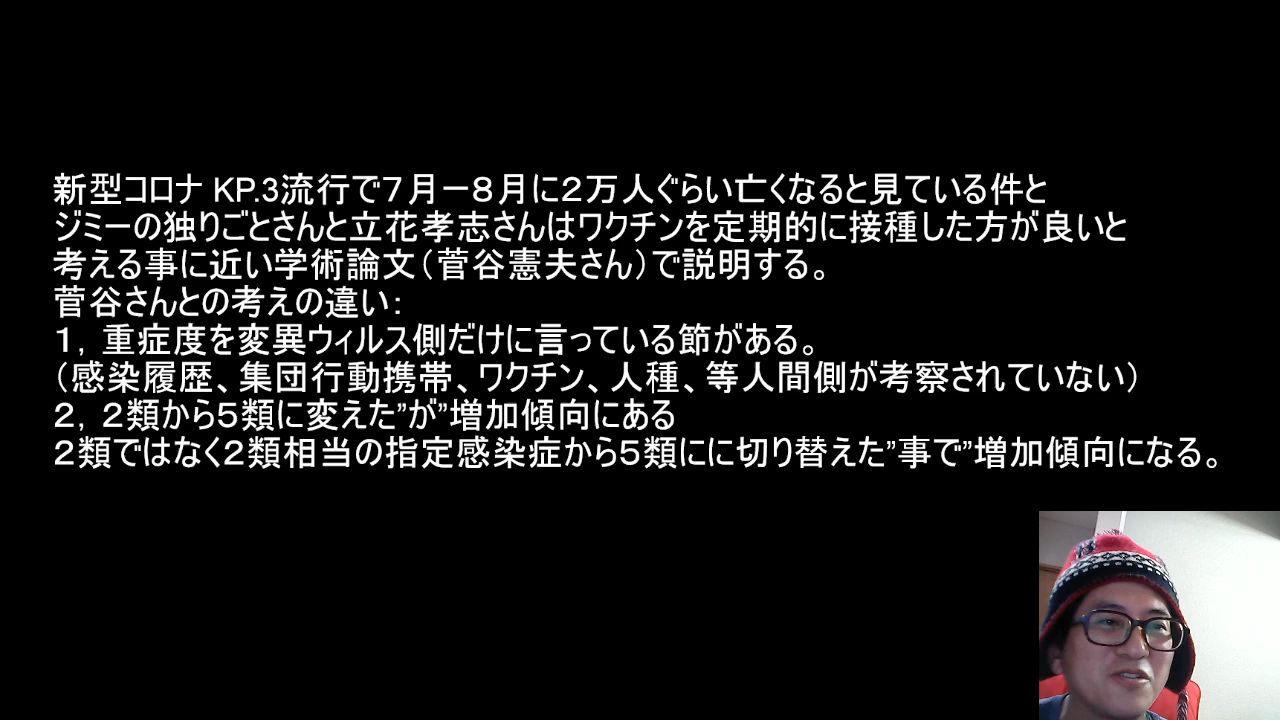 新型コロナ KP.3流行で７月－８月に２万人ぐらい亡くなると見ている件と
ジミーの独りごとさんと立花孝志さんはワクチンを定期的に接種した方が良いと
考える事に近い学術論文（菅谷憲夫さん）で説明する。
菅谷さんとの考えの違い：
１，重症度を変異ウィルス側だけに言っている節がある。
（感染履歴、集団行動携帯、ワクチン、人種、等人間側が考察されていない）
２，２類から５類に変えた”が”増加傾向にある
２類ではなく２類相当の指定感染症から５類にに切り替えた”事で”増加傾向になる。